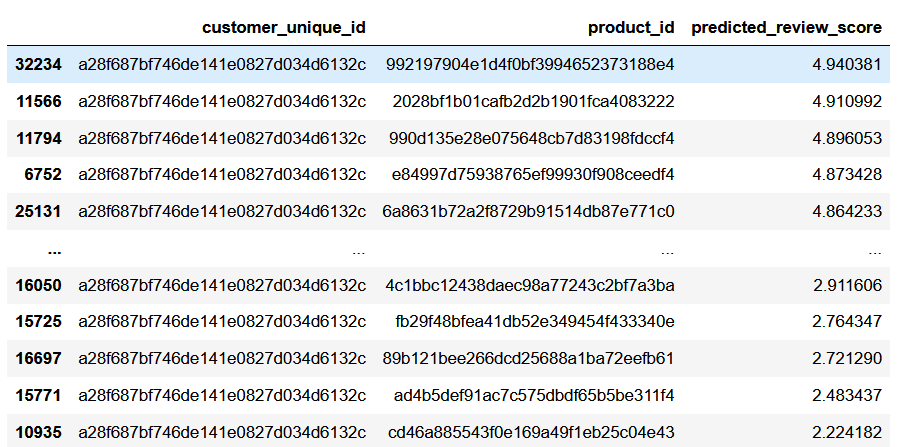 customer_unique_id product_id predicted_review_score
32234 a28f687bf746de141e0827d034d6132c 992197904e1d4f0bf3994652373188e4 4.940381
11566 a28f687bf746de141e0827d034d6132c 2028bf1b01cafb2d2b1901fca4083222 4.910992
11794 a28f687bf746de141e0827d034d6132c 990d135e28e075648cb7d83198fdccf4 4.896053
6752 a28f687bf746de141e0827d034d6132c e84997d75938765ef99930f908ceedf4 4.873428
25131 a28f687bf746de141e0827d034d6132c 6a8631b72a2f8729b91514db87e771c0 4.864233
... ... ... ...
16050 a28f687bf746de141e0827d034d6132c 4c1bbc12438daec98a77243c2bf7a3ba 2.911606
15725 a28f687bf746de141e0827d034d6132c fb29f48bfea41db52e349454f433340e 2.764347
16697 a28f687bf746de141e0827d034d6132c 89b121bee266dcd25688a1ba72eefb61 2.721290
15771 a28f687bf746de141e0827d034d6132c ad4b5def91ac7c575dbdf65b5be311f4 2.483437
10935 a28f687bf746de141e0827d034d6132c cd46a885543f0e169a49f1eb25c04e43 2.224182